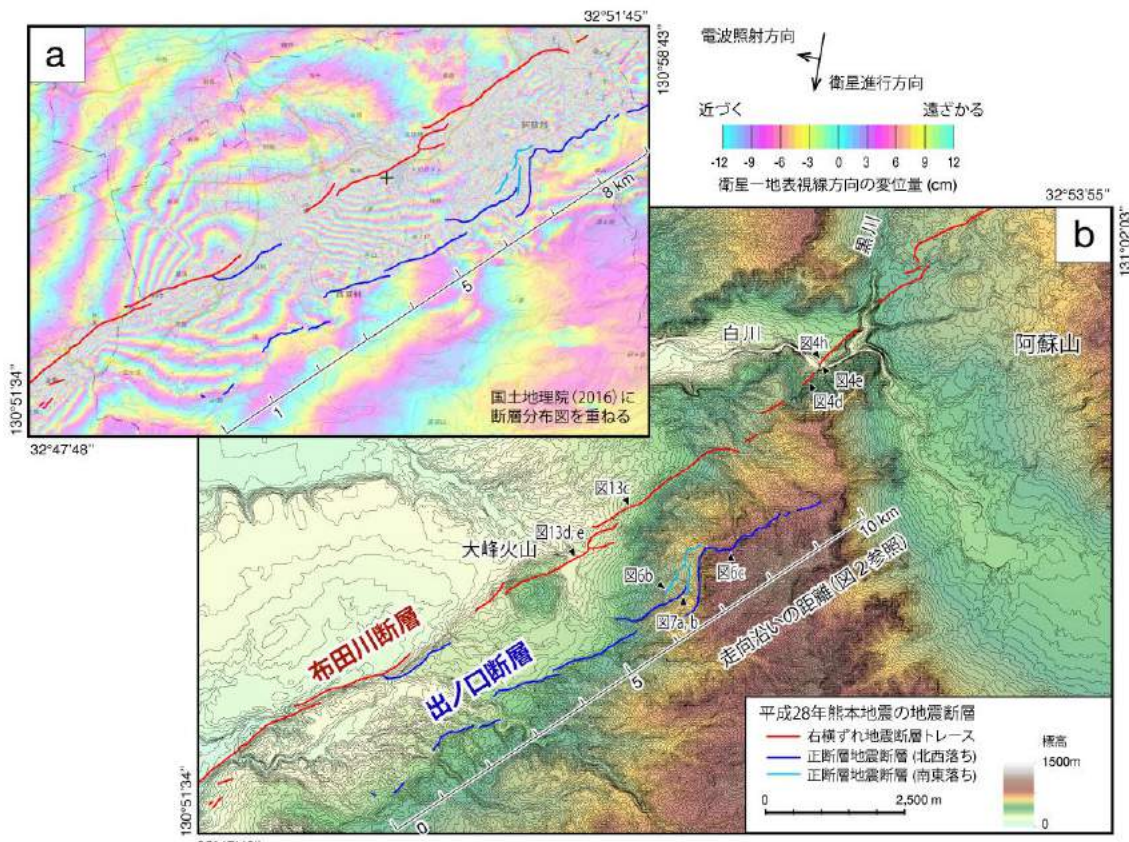 a
32°51'45"
130°58'43"
電波照射方向
衛星進行方向
近づく
遠ざかる
-12 -9 -6 -3 0 3 6 9 12
衛星ー地表視線方向の変位量 (cm)
8 km
5
1
国土地理院(2016)に
断層分布図を重ねる
130°51'34"
32°47'48"
32°53'55"
131°02'03"
b
黒川
白川
阿蘇山
図4h
図4e
図4d
図13c
図13d, e
大峰火山
図6b
図6c
図7a, b
10 km
走向沿いの距離(図2参照)
5
0
布田川断層
出ノ口断層
130°51'34"
平成28年熊本地震の地震断層
右横ずれ地震断層トレース
正断層地震断層(北西落ち)
正断層地震断層(南東落ち)
0 2,500 m
標高
1500m
0